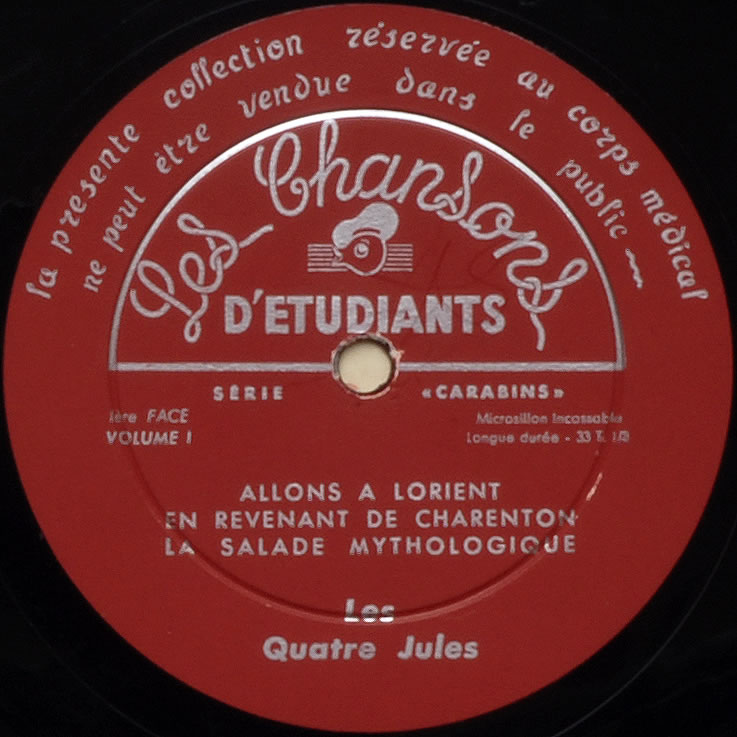 la présente collection réservée au corps médical
ne peut être vendue dans le public
Les Chansons
D'ETUDIANTS
SÉRIE «CARABINS»
1ère FACE
VOLUME I
Microsillon Incassable
Longue durée - 33 T. 1/3
ALLONS A LORIENT
EN REVENANT DE CHARENTON
LA SALADE MYTHOLOGIQUE
Les
Quatre Jules